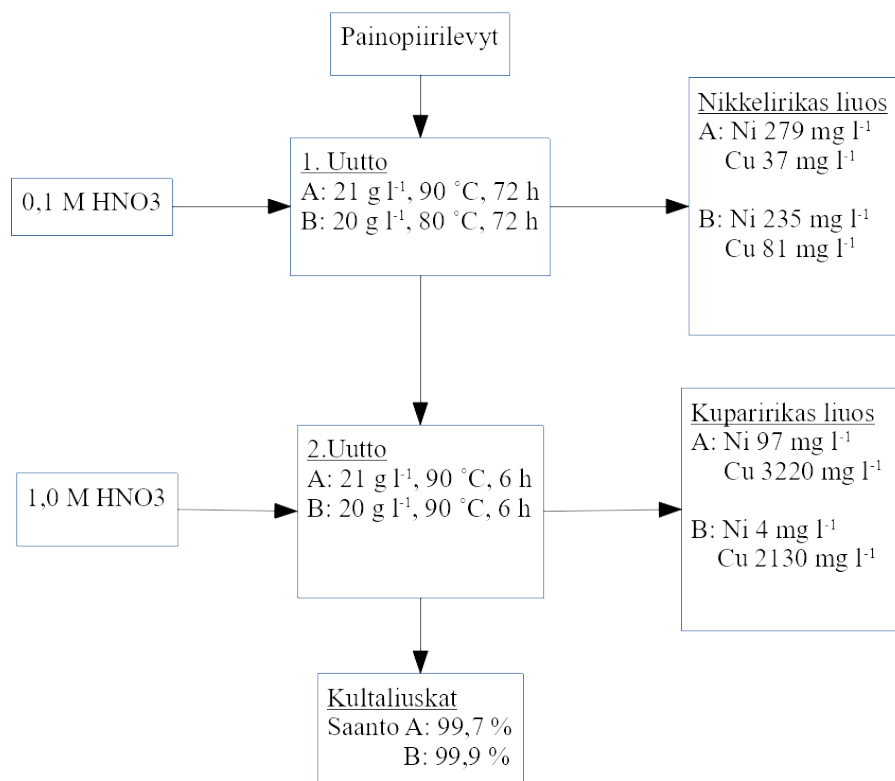 Painopiirilevyt
0,1 M HNO3
1. Uutto
A: 21 g l⁻¹, 90 ˚C, 72 h
B: 20 g l⁻¹, 80 ˚C, 72 h
Nikkelirikas liuos
A: Ni 279 mg l⁻¹
Cu 37 mg l⁻¹
B: Ni 235 mg l⁻¹
Cu 81 mg l⁻¹
1,0 M HNO3
2.Uutto
A: 21 g l⁻¹, 90 ˚C, 6 h
B: 20 g l⁻¹, 90 ˚C, 6 h
Kuparirikas liuos
A: Ni 97 mg l⁻¹
Cu 3220 mg l⁻¹
B: Ni 4 mg l⁻¹
Cu 2130 mg l⁻¹
Kultaliuskat
Saanto A: 99,7 %
B: 99,9 %